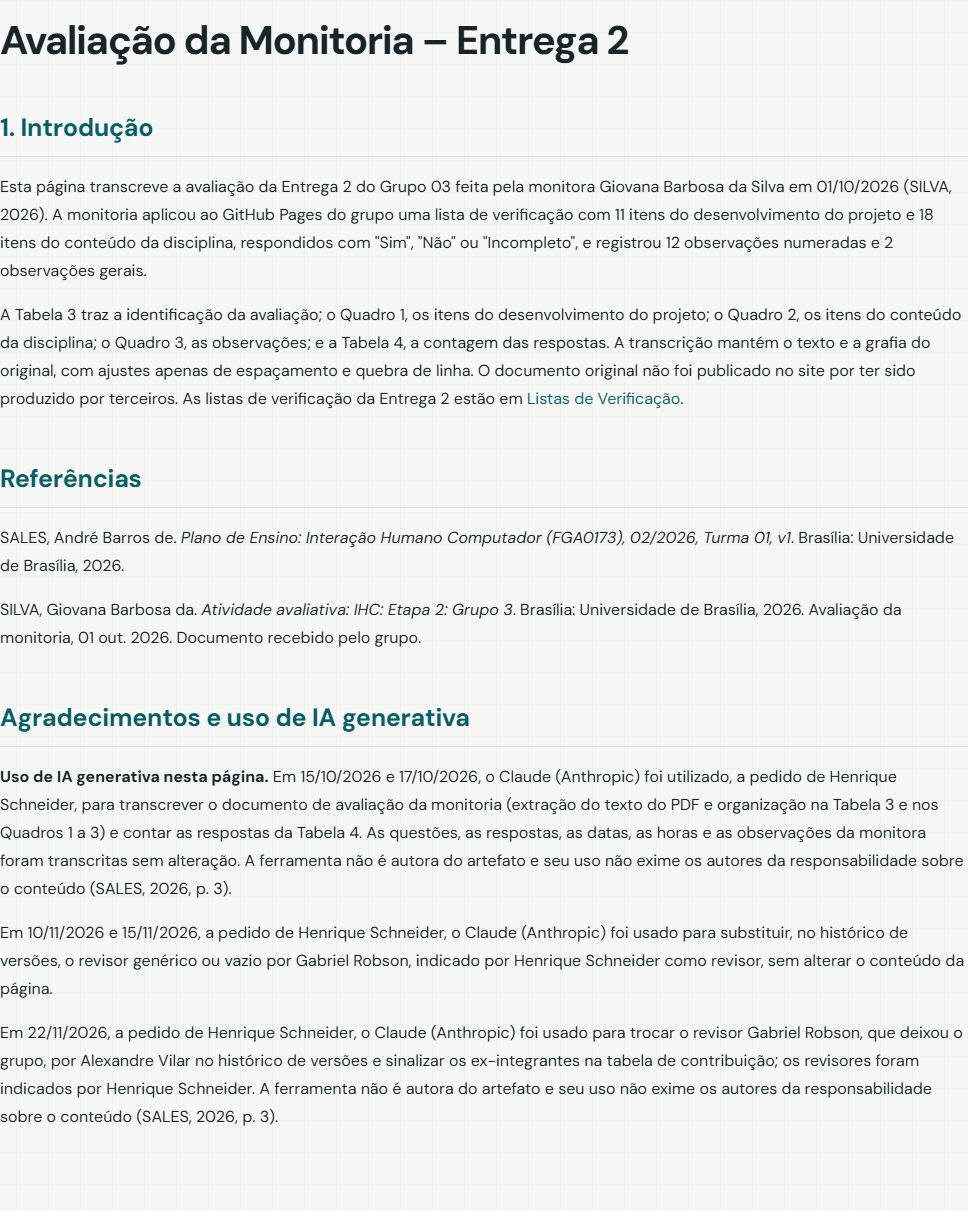 Avaliação da Monitoria – Entrega 2
1. Introdução
Esta página transcreve a avaliação da Entrega 2 do Grupo 03 feita pela monitora Giovana Barbosa da Silva em 01/10/2026 (SILVA,
2026). A monitoria aplicou ao GitHub Pages do grupo uma lista de verificação com 11 itens do desenvolvimento do projeto e 18
itens do conteúdo da disciplina, respondidos com "Sim", "Não" ou "Incompleto", e registrou 12 observações numeradas e 2
observações gerais.
A Tabela 3 traz a identificação da avaliação; o Quadro 1, os itens do desenvolvimento do projeto; o Quadro 2, os itens do conteúdo
da disciplina; o Quadro 3, as observações; e a Tabela 4, a contagem das respostas. A transcrição mantém o texto e a grafia do
original, com ajustes apenas de espaçamento e quebra de linha. O documento original não foi publicado no site por ter sido
produzido por terceiros. As listas de verificação da Entrega 2 estão em Listas de Verificação.
Referências
SALES, André Barros de. Plano de Ensino: Interação Humano Computador (FGA0173), 02/2026, Turma 01, v1. Brasília: Universidade
de Brasília, 2026.
SILVA, Giovana Barbosa da. Atividade avaliativa: IHC: Etapa 2: Grupo 3. Brasília: Universidade de Brasília, 2026. Avaliação da
monitoria, 01 out. 2026. Documento recebido pelo grupo.
Agradecimentos e uso de IA generativa
Uso de IA generativa nesta página. Em 15/10/2026 e 17/10/2026, o Claude (Anthropic) foi utilizado, a pedido de Henrique
Schneider, para transcrever o documento de avaliação da monitoria (extração do texto do PDF e organização na Tabela 3 e nos
Quadros 1 a 3) e contar as respostas da Tabela 4. As questões, as respostas, as datas, as horas e as observações da monitora
foram transcritas sem alteração. A ferramenta não é autora do artefato e seu uso não exime os autores da responsabilidade sobre
o conteúdo (SALES, 2026, p. 3).
Em 10/11/2026 e 15/11/2026, a pedido de Henrique Schneider, o Claude (Anthropic) foi usado para substituir, no histórico de
versões, o revisor genérico ou vazio por Gabriel Robson, indicado por Henrique Schneider como revisor, sem alterar o conteúdo da
página.
Em 22/11/2026, a pedido de Henrique Schneider, o Claude (Anthropic) foi usado para trocar o revisor Gabriel Robson, que deixou o
grupo, por Alexandre Vilar no histórico de versões e sinalizar os ex-integrantes na tabela de contribuição; os revisores foram
indicados por Henrique Schneider. A ferramenta não é autora do artefato e seu uso não exime os autores da responsabilidade
sobre o conteúdo (SALES, 2026, p. 3).